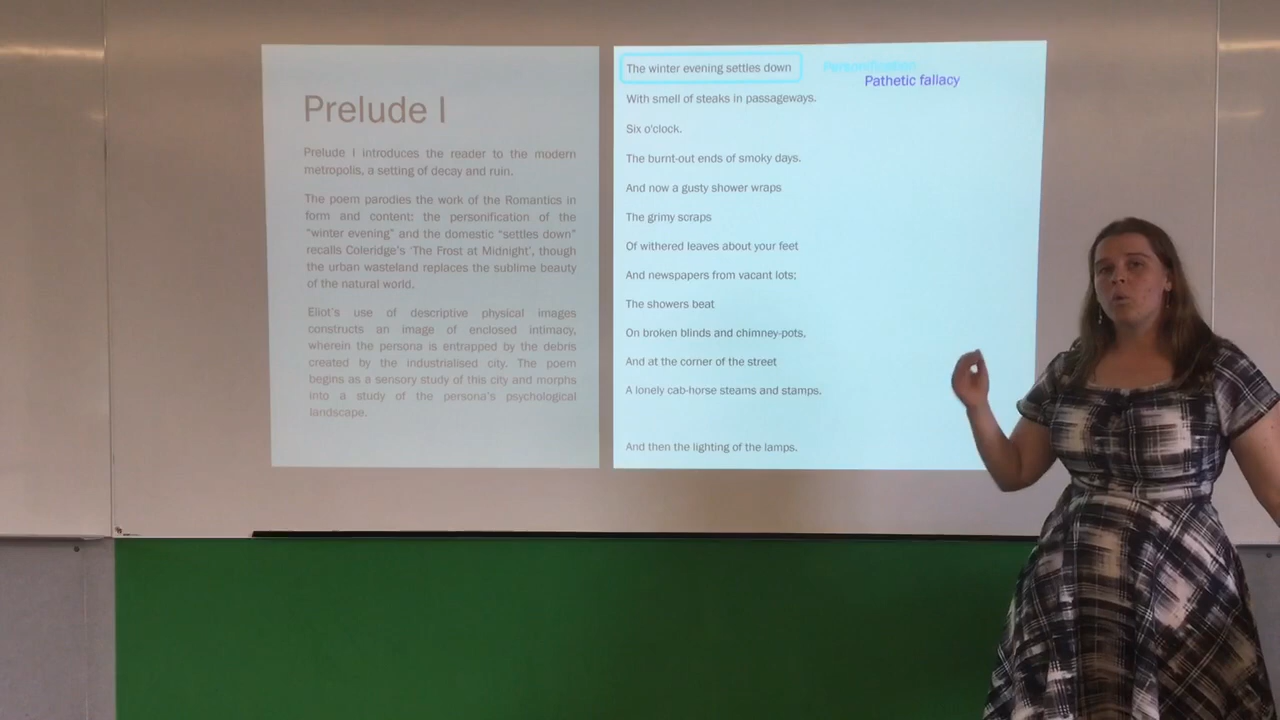 Prelude I
Prelude I introduces the reader to the modern
metropolis, a setting of decay and ruin.
The poem parodies the work of the Romantics in
form and content: the personification of the
"winter evening" and the domestic "settles down"
recalls Coleridge's 'The Frost at Midnight', though
the urban wasteland replaces the sublime beauty
of the natural world.
Eliot's use of descriptive physical images
constructs an image of enclosed intimacy,
wherein the persona is entrapped by the debris
created by the industrialised city. The poem
begins as a sensory study of this city and morphs
into a study of the persona's psychological
landscape.
The winter evening settles down
Personification
Pathetic fallacy
With smell of steaks in passageways.
Six o'clock.
The burnt-out ends of smoky days.
And now a gusty shower wraps
The grimy scraps
Of withered leaves about your feet
And newspapers from vacant lots;
The showers beat
On broken blinds and chimney-pots,
And at the corner of the street
A lonely cab-horse steams and stamps.
And then the lighting of the lamps.